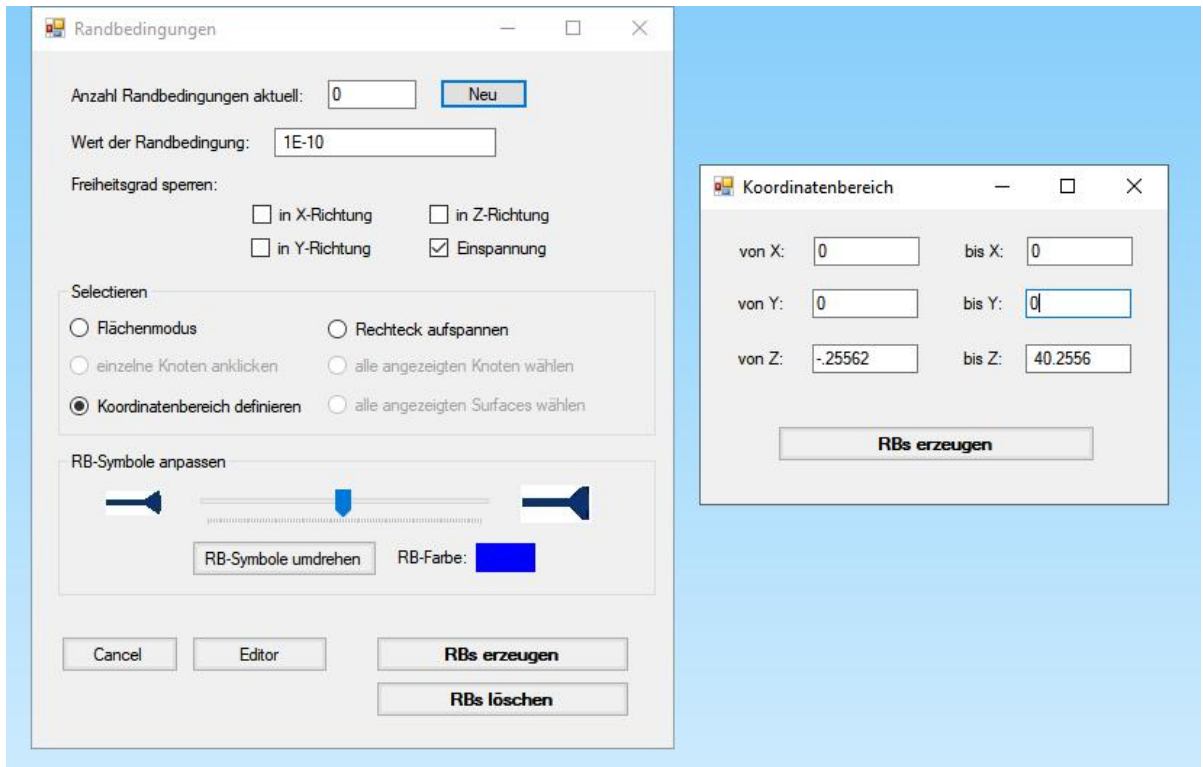 Randbedingungen
Anzahl Randbedingungen aktuell: 0 Neu
Wert der Randbedingung: 1E-10
Freiheitsgrad sperren:
in X-Richtung in Z-Richtung
in Y-Richtung Einspannung
Selectieren
Flächenmodus Rechteck aufspannen
einzelne Knoten anklicken alle angezeigten Knoten wählen
Koordinatenbereich definieren alle angezeigten Surfaces wählen
RB-Symbole anpassen
RB-Symbole umdrehen RB-Farbe:
Cancel Editor RBs erzeugen
RBs löschen
Koordinatenbereich
von X: 0 bis X: 0
von Y: 0 bis Y: 0
von Z: -.25562 bis Z: 40.2556
RBs erzeugen